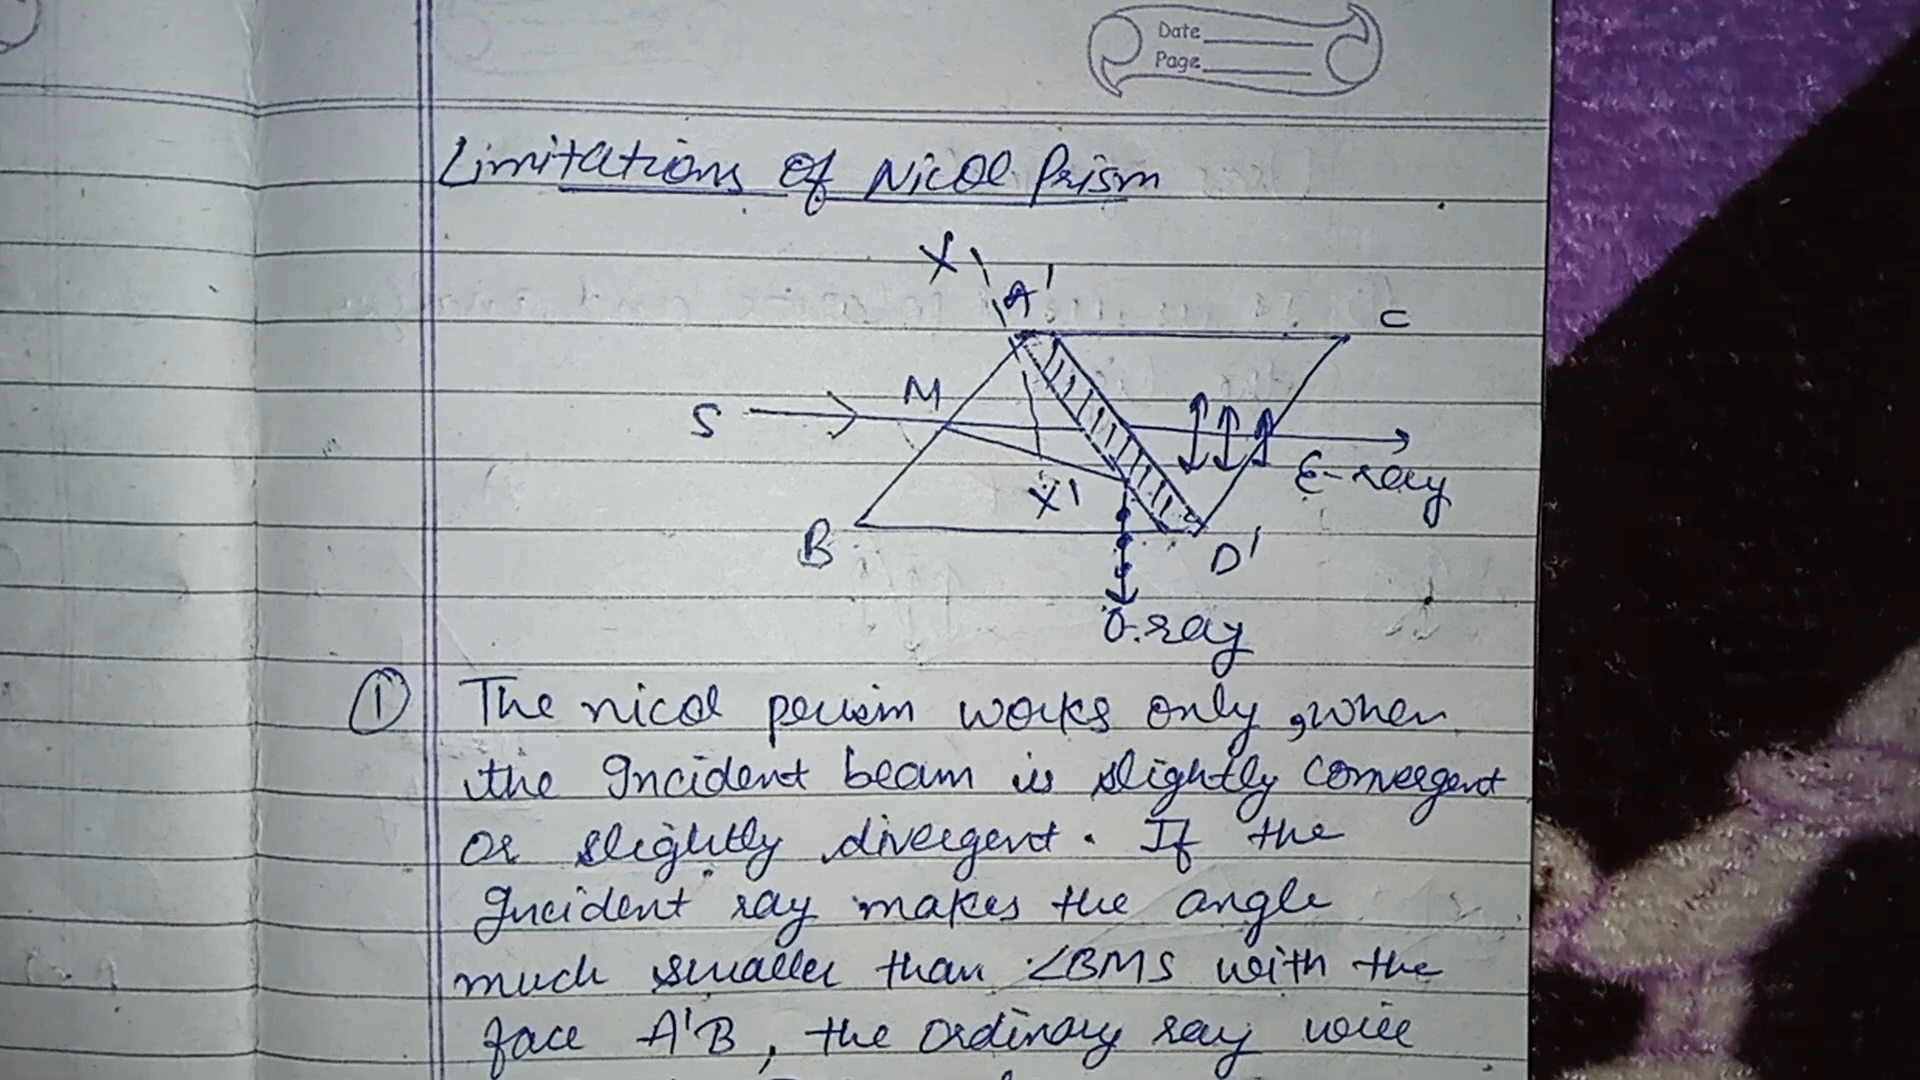 Date
Page
Limitations of Nicol Prism
X
A'
C
M
S
E-ray
X'
B
D'
O-ray
① The nicol prism works only, when
the Incident beam is slightly convergent
or slightly divergent. If the
Incident ray makes the angle
much smaller than ∠BMS with the
face A'B, the ordinary ray will